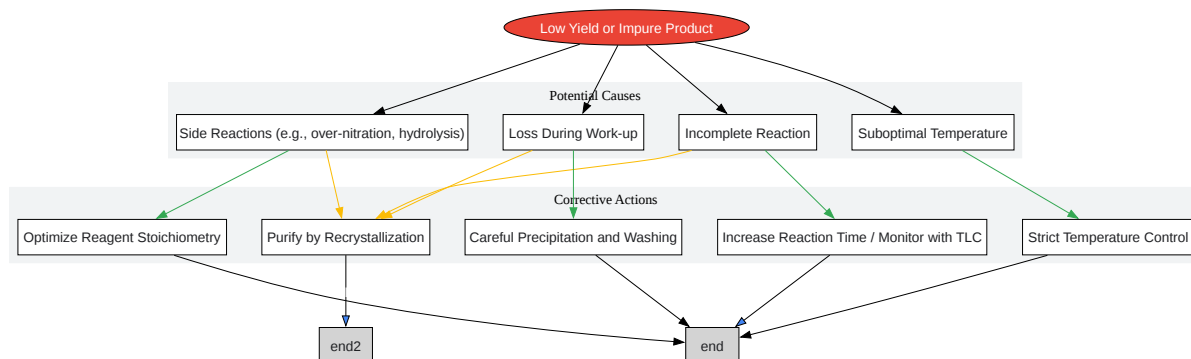 Low Yield or Impure Product
Potential Causes
Side Reactions (e.g., over-nitration, hydrolysis)
Loss During Work-up
Incomplete Reaction
Suboptimal Temperature
Corrective Actions
Optimize Reagent Stoichiometry
Purify by Recrystallization
Careful Precipitation and Washing
Increase Reaction Time / Monitor with TLC
Strict Temperature Control
end2
end